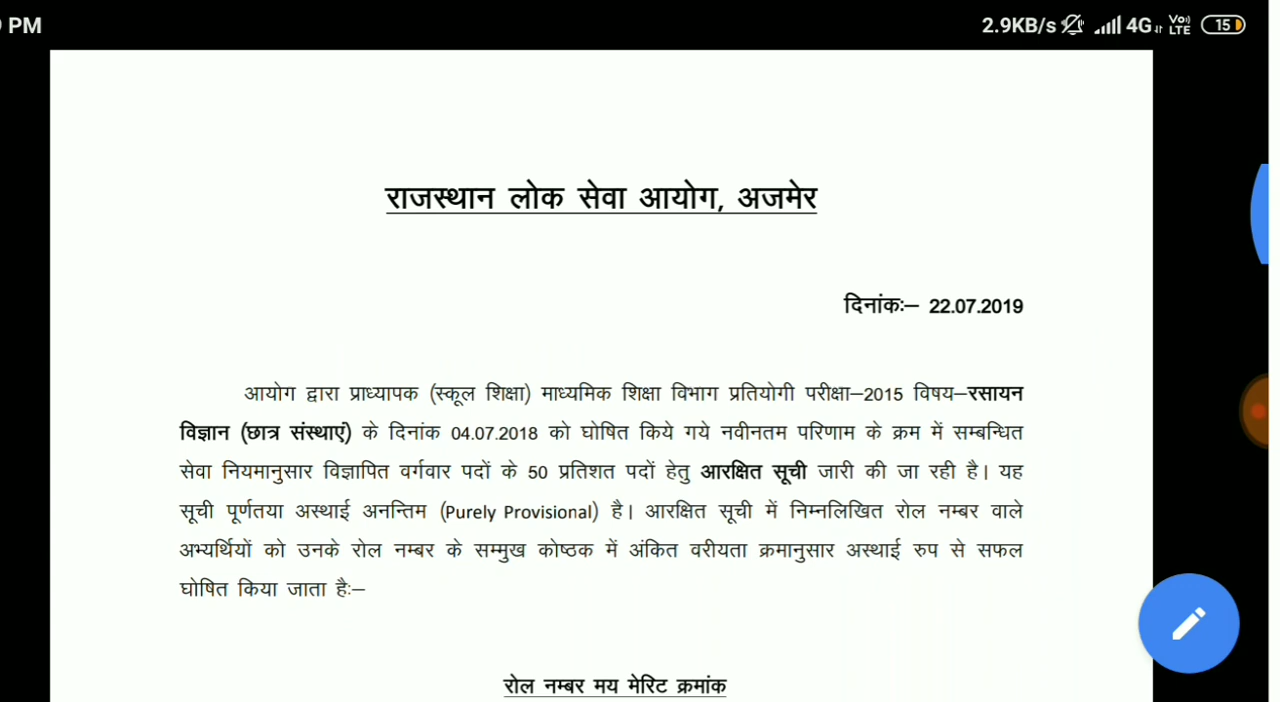 PM
2.9KB/s 4G Vo) LTE 15
राजस्थान लोक सेवा आयोग, अजमेर
दिनांकः– 22.07.2019
आयोग द्वारा प्राध्यापक (स्कूल शिक्षा) माध्यमिक शिक्षा विभाग प्रतियोगी परीक्षा–2015 विषय–रसायन
विज्ञान (छात्र संस्थाएं) के दिनांक 04.07.2018 को घोषित किये गये नवीनतम परिणाम के क्रम में सम्बन्धित
सेवा नियमानुसार विज्ञापित वर्गवार पदों के 50 प्रतिशत पदों हेतु आरक्षित सूची जारी की जा रही है। यह
सूची पूर्णतया अस्थाई अनन्तिम (Purely Provisional) है। आरक्षित सूची में निम्नलिखित रोल नम्बर वाले
अभ्यर्थियों को उनके रोल नम्बर के सम्मुख कोष्ठक में अंकित वरीयता क्रमानुसार अस्थाई रुप से सफल
घोषित किया जाता हैः–
रोल नम्बर मय मेरिट क्रमांक